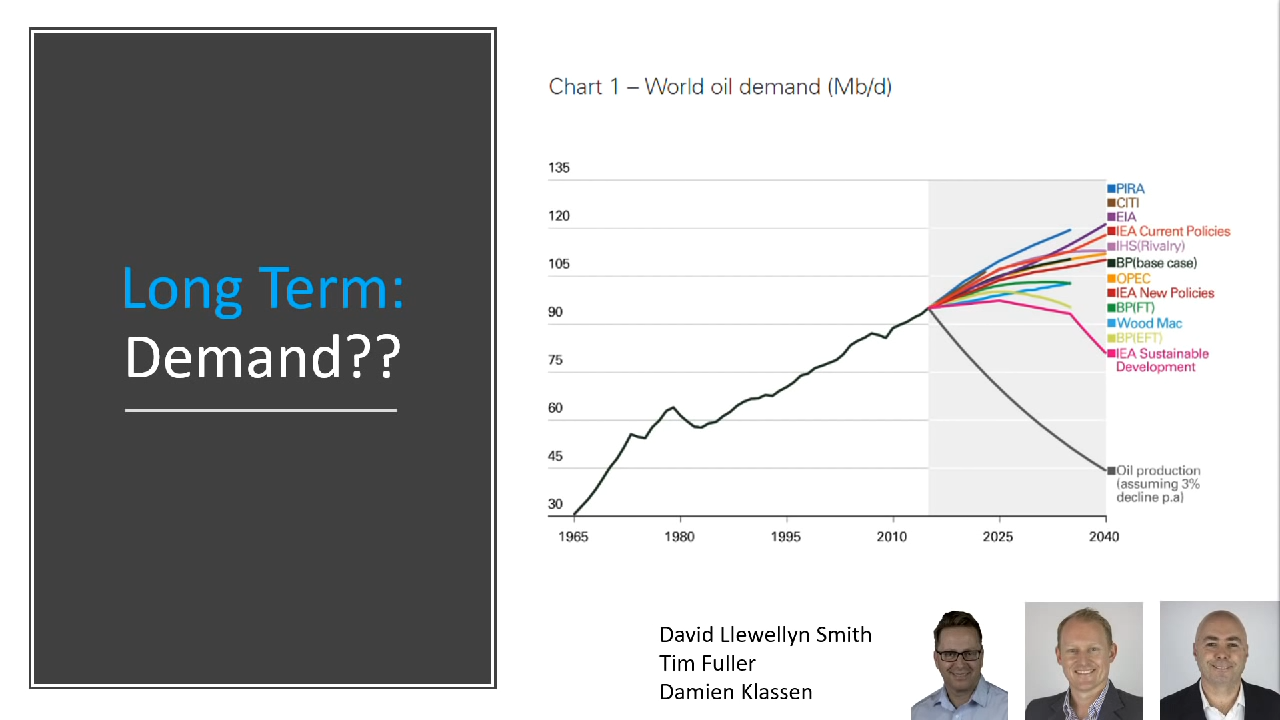 Long Term:
Demand??
Chart 1 – World oil demand (Mb/d)
135
120
105
90
75
60
45
30
1965 1980 1995 2010 2025 2040
PIRA
CITI
EIA
IEA Current Policies
IHS(Rivalry)
BP(base case)
OPEC
IEA New Policies
BP(FT)
Wood Mac
BP(EFT)
IEA Sustainable
Development
Oil production
(assuming 3%
decline p.a)
David Llewellyn Smith
Tim Fuller
Damien Klassen